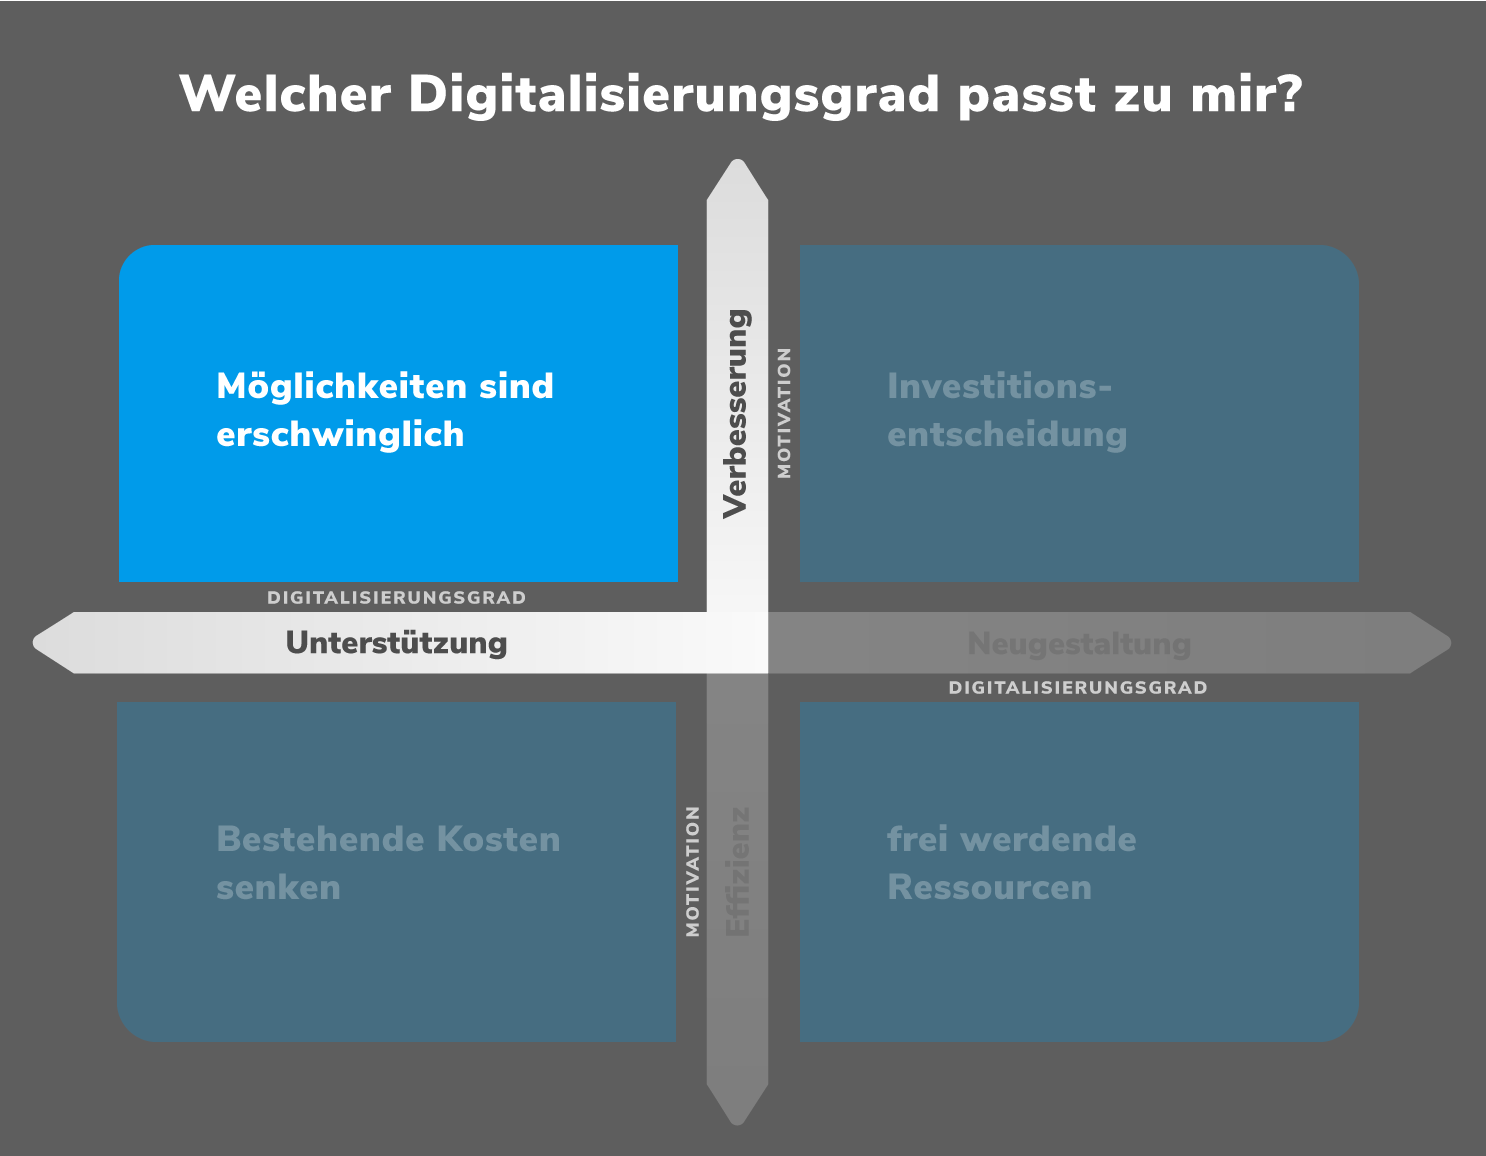 Welcher Digitalisierungsgrad passt zu mir?
Möglichkeiten sind
erschwinglich
Verbesserung
MOTIVATION
Investitions-
entscheidung
DIGITALISIERUNGSGRAD
Unterstützung
Neugestaltung
DIGITALISIERUNGSGRAD
Bestehende Kosten
senken
MOTIVATION
Effizienz
frei werdende
Ressourcen